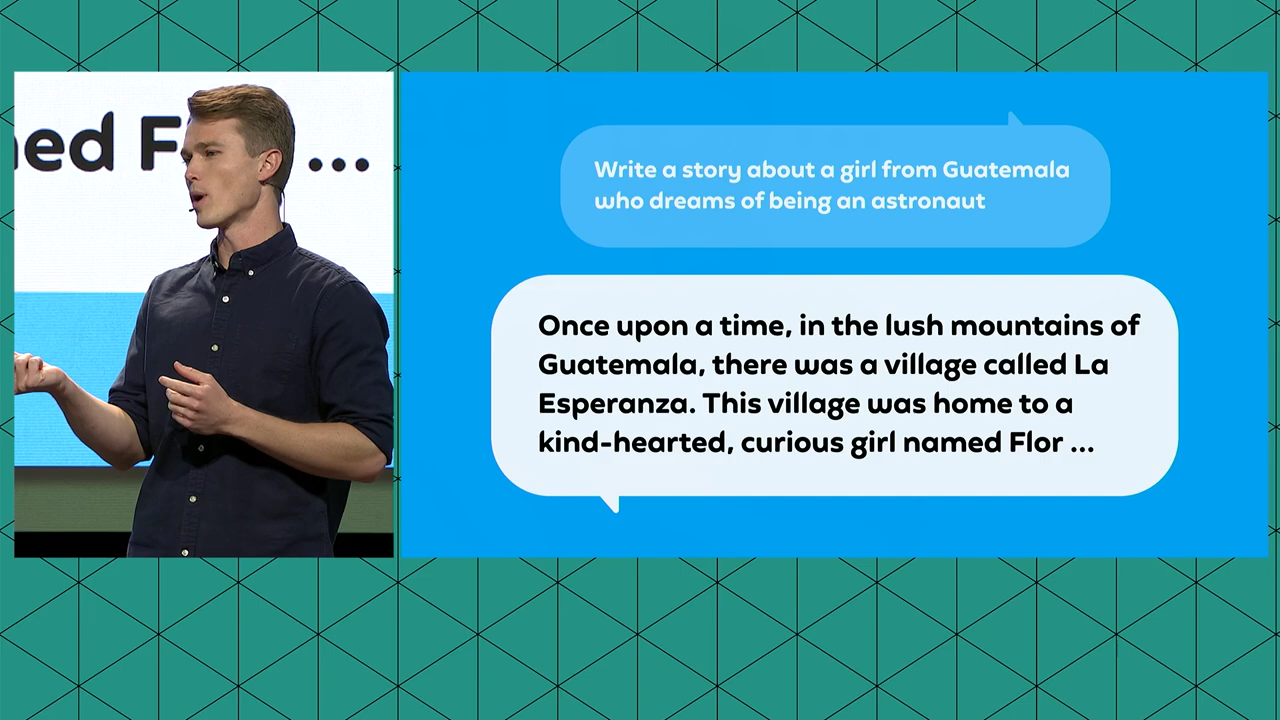 ned F ...
Write a story about a girl from Guatemala
who dreams of being an astronaut
Once upon a time, in the lush mountains of
Guatemala, there was a village called La
Esperanza. This village was home to a
kind-hearted, curious girl named Flor ...